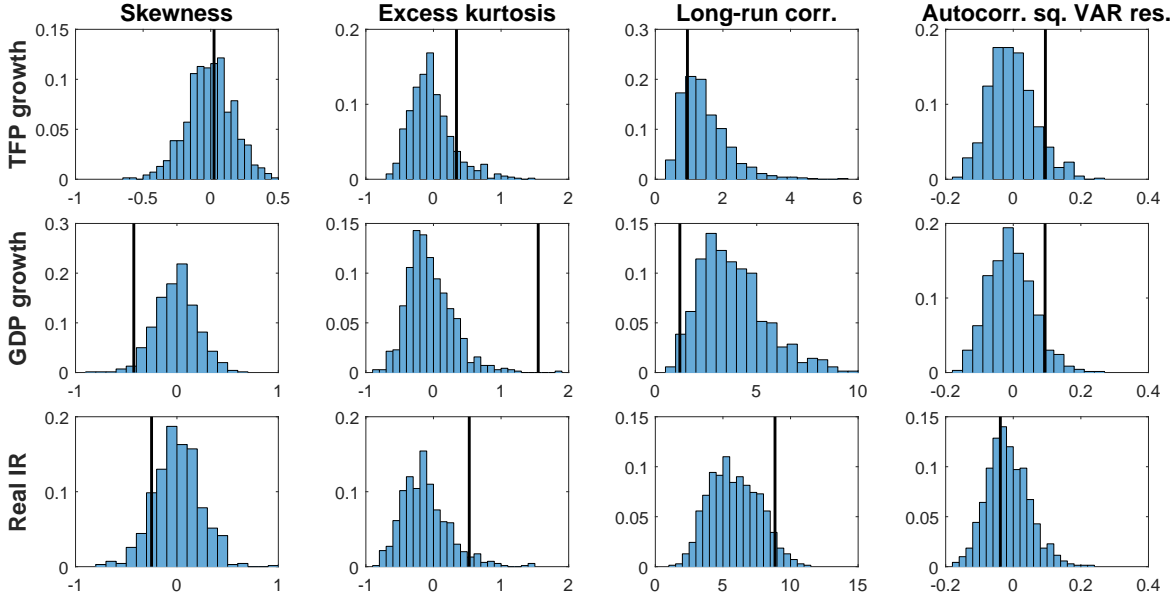 Skewness Excess kurtosis Long-run corr. Autocorr. sq. VAR res.
TFP growth
0.15 0.2 0.3 0.2
0.1 0.2
0.1 0.1
0.05 0.1
0 0 0 0
-1 -0.5 0 0.5 -1 0 1 2 0 2 4 6 -0.2 0 0.2 0.4
GDP growth
0.3 0.15 0.15 0.2
0.2 0.1 0.1
0.1
0.1 0.05 0.05
0 0 0 0
-1 0 1 -1 0 1 2 0 5 10 -0.2 0 0.2 0.4
Real IR
0.2 0.2 0.15 0.15
0.1 0.1 0.1 0.1
0.05 0.05
0 0 0 0
-1 0 1 -1 0 1 2 0 5 10 15 -0.2 0 0.2 0.4